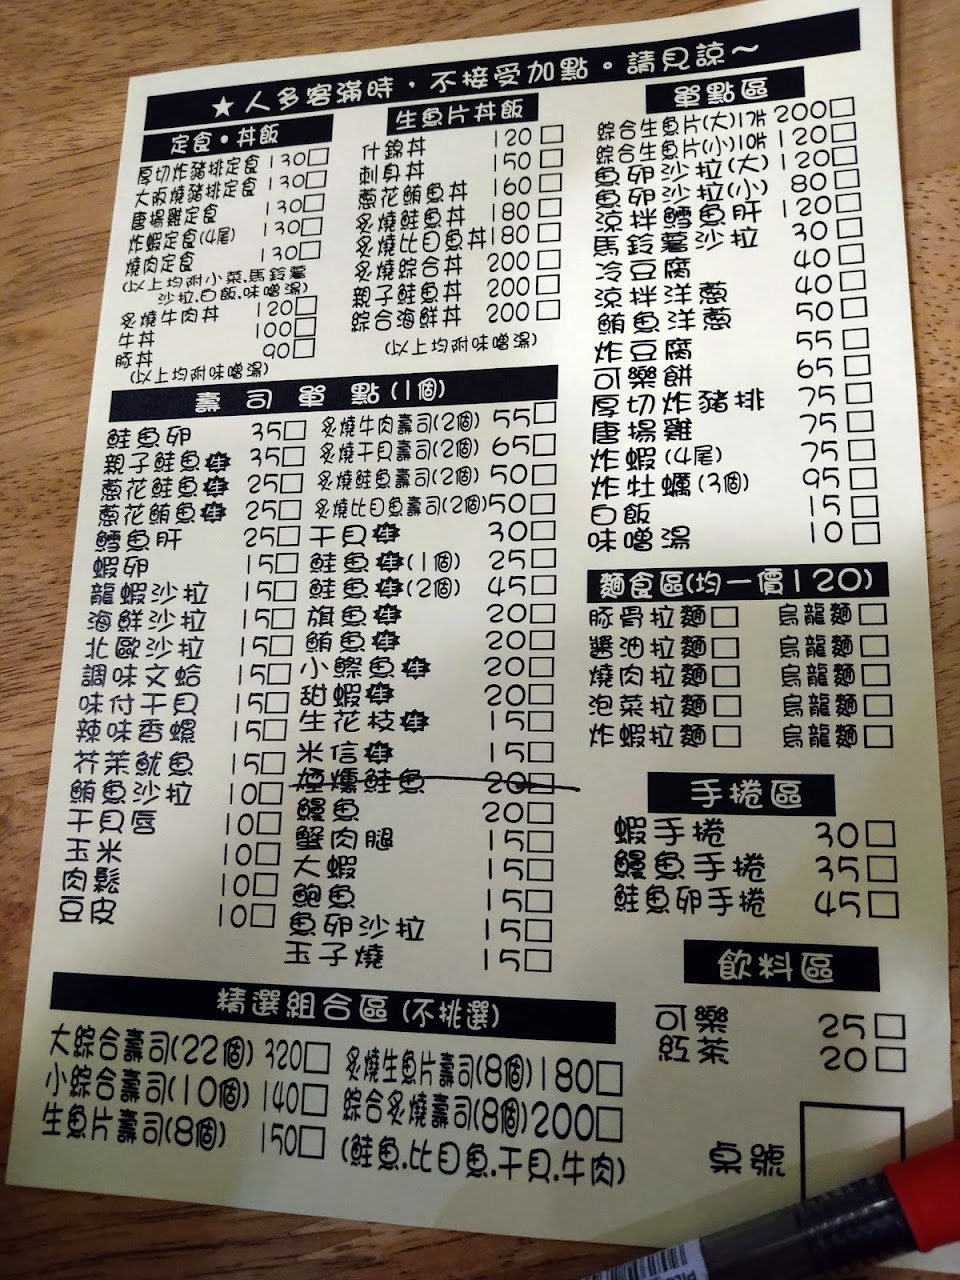 ★人多客滿時,不接受加點。請見諒～
定食・丼飯
厚切炸豬排定食 130□
大阪燒豬排定食 130□
唐揚雞定食 130□
炸蝦定食(4尾) 130□
燒肉定食 130□
(以上均附小菜.馬鈴薯
沙拉.白飯.味噌湯)
炙燒牛肉丼 120□
牛丼 100□
豚丼 90□
(以上均附味噌湯)
生魚片丼飯
什錦丼 120□
刺身丼 150□
蔥花鮪魚丼 160□
炙燒鮭魚丼 180□
炙燒比目魚丼 180□
炙燒綜合丼 200□
親子鮭魚丼 200□
綜合海鮮丼 200□
(以上均附味噌湯)
單點區
綜合生魚片(大)17片 200□
綜合生魚片(小)10片 120□
魚卵沙拉(大) 120□
魚卵沙拉(小) 80□
涼拌鱈魚肝 120□
馬鈴薯沙拉 30□
冷豆腐 40□
涼拌洋蔥 40□
鮪魚洋蔥 50□
炸豆腐 55□
可樂餅 65□
厚切炸豬排 75□
唐揚雞 75□
炸蝦(4尾) 75□
炸牡蠣(3個) 95□
白飯 15□
味噌湯 10□
壽司單點(1個)
鮭魚卵 35□
親子鮭魚生 35□
蔥花鮭魚生 25□
蔥花鮪魚生 25□
鱈魚肝 25□
蝦卵 15□
龍蝦沙拉 15□
海鮮沙拉 15□
北歐沙拉 15□
調味文蛤 15□
味付干貝 15□
辣味香螺 15□
芥茉魷魚 15□
鮪魚沙拉 10□
干貝唇 10□
玉米 10□
肉鬆 10□
豆皮 10□
炙燒牛肉壽司(2個) 55□
炙燒干貝壽司(2個) 65□
炙燒鮭魚壽司(2個) 50□
炙燒比目魚壽司(2個) 50□
干貝生 30□
鮭魚生(1個) 25□
鮭魚生(2個) 45□
旗魚生 20□
鮪魚生 20□
小鰶魚生 20□
甜蝦生 20□
生花枝生 15□
米信生 15□
煙燻鮭魚 20□
鰻魚 20□
蟹肉腿 15□
大蝦 15□
鮑魚 15□
魚卵沙拉 15□
玉子燒 15□
麵食區(均一價120)
豚骨拉麵□ 烏龍麵□
醬油拉麵□ 烏龍麵□
燒肉拉麵□ 烏龍麵□
泡菜拉麵□ 烏龍麵□
炸蝦拉麵□ 烏龍麵□
手捲區
蝦手捲 30□
鰻魚手捲 35□
鮭魚卵手捲 45□
飲料區
可樂 25□
紅茶 20□
精選組合區(不挑選)
大綜合壽司(22個) 320□
小綜合壽司(10個) 140□
生魚片壽司(8個) 150□
炙燒生魚片壽司(8個) 180□
綜合炙燒壽司(8個) 200□
(鮭魚.比目魚.干貝.牛肉)
桌號